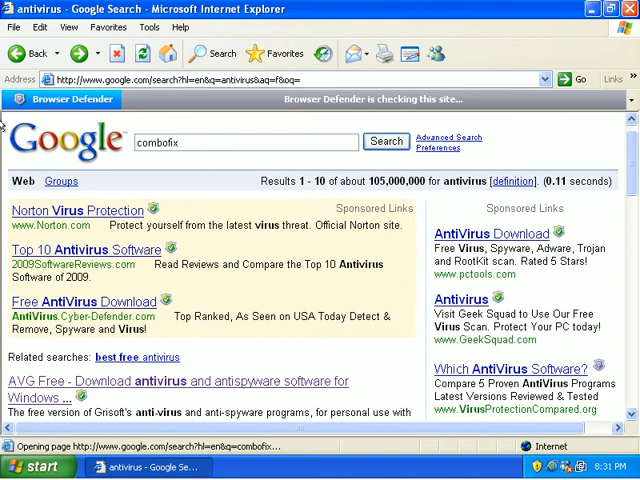 antivirus - Google Search - Microsoft Internet Explorer
File Edit View Favorites Tools Help
Back Search Favorites
Address http://www.google.com/search?hl=en&q=antivirus&aq=f&oq= Go Links »
Browser Defender Browser Defender is checking this site...
Google™ combofix Search Advanced Search
Preferences
Web Groups Results 1 - 10 of about 105,000,000 for antivirus [definition]. (0.11 seconds)
Norton Virus Protection Sponsored Links
www.Norton.com Protect yourself from the latest virus threat. Official Norton site.
Top 10 Antivirus Software
2009SoftwareReviews.com Read Reviews and Compare the Top 10 Antivirus
Software of 2009.
Free AntiVirus Download
AntiVirus.Cyber-Defender.com Top Ranked, As Seen on USA Today Detect &
Remove, Spyware and Virus!
Related searches: best free antivirus
AVG Free - Download antivirus and antispyware software for
Windows ...
The free version of Grisoft's anti-virus and anti-spyware programs, for personal use with
Sponsored Links
AntiVirus Download
Free Virus, Spyware, Adware, Trojan
and RootKit scan. Rated 5 Stars!
www.pctools.com
Antivirus
Visit Geek Squad to Use Our Free
Virus Scan. Protect Your PC today!
www.GeekSquad.com
Which AntiVirus Software?
Compare 5 Proven AntiVirus Programs
Latest Versions Reviewed & Tested
www.VirusProtectionCompared.org
Opening page http://www.google.com/search?hl=en&q=combofix... Internet
start antivirus - Google Se... 8:31 PM